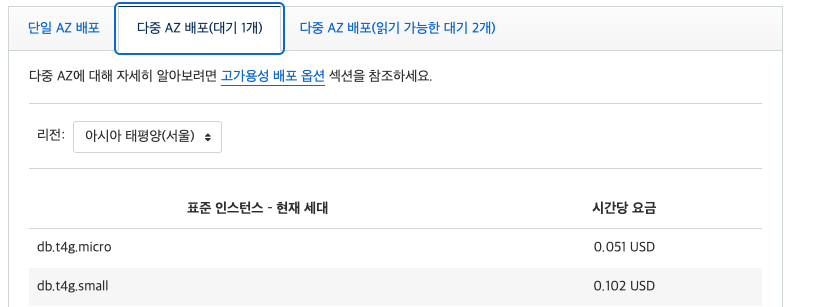 단일 AZ 배포 다중 AZ 배포(대기 1개) 다중 AZ 배포(읽기 가능한 대기 2개)
다중 AZ에 대해 자세히 알아보려면 고가용성 배포 옵션 섹션을 참조하세요.
리전: 아시아 태평양(서울)
표준 인스턴스 - 현재 세대 시간당 요금
db.t4g.micro 0.051 USD
db.t4g.small 0.102 USD